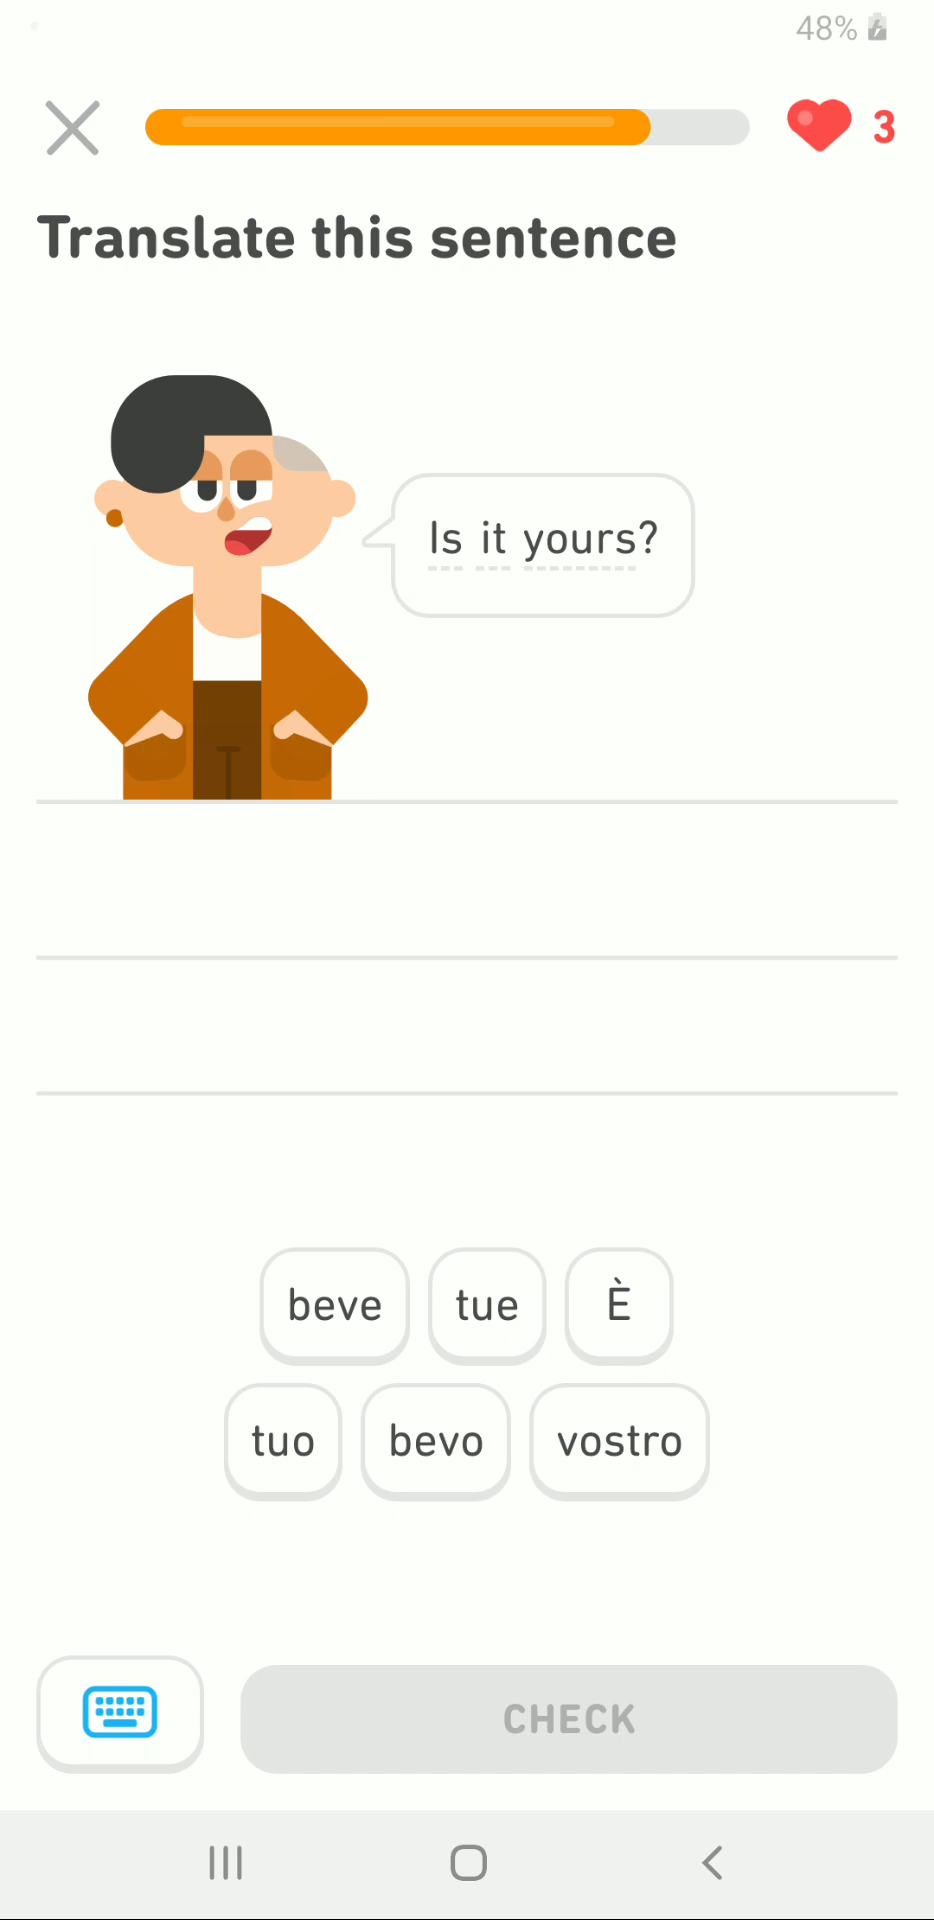 48%
3
Translate this sentence
Is it yours?
beve tue È
tuo bevo vostro
CHECK